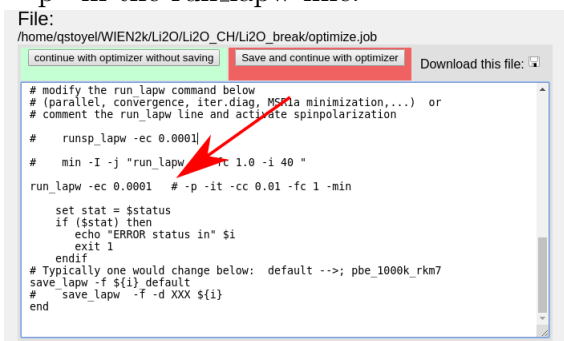 File:
/home/qstoyel/WIEN2k/Li2O/Li2O_CH/Li2O_break/optimize.job
continue with optimizer without saving Save and continue with optimizer Download this file:
# modify the run_lapw command below
# (parallel, convergence, iter.diag, MSR1a minimization,...) or
# comment the run_lapw line and activate spinpolarization
# runsp_lapw -ec 0.0001
# min -I -j "run_lapw fc 1.0 -i 40 "
run_lapw -ec 0.0001 # -p -it -cc 0.01 -fc 1 -min
set stat = $status
if ($stat) then
echo "ERROR status in" $i
exit 1
endif
# Typically one would change below: default -->; pbe_1000k_rkm7
save_lapw -f ${i}_default
# save_lapw -f -d XXX ${i}
end